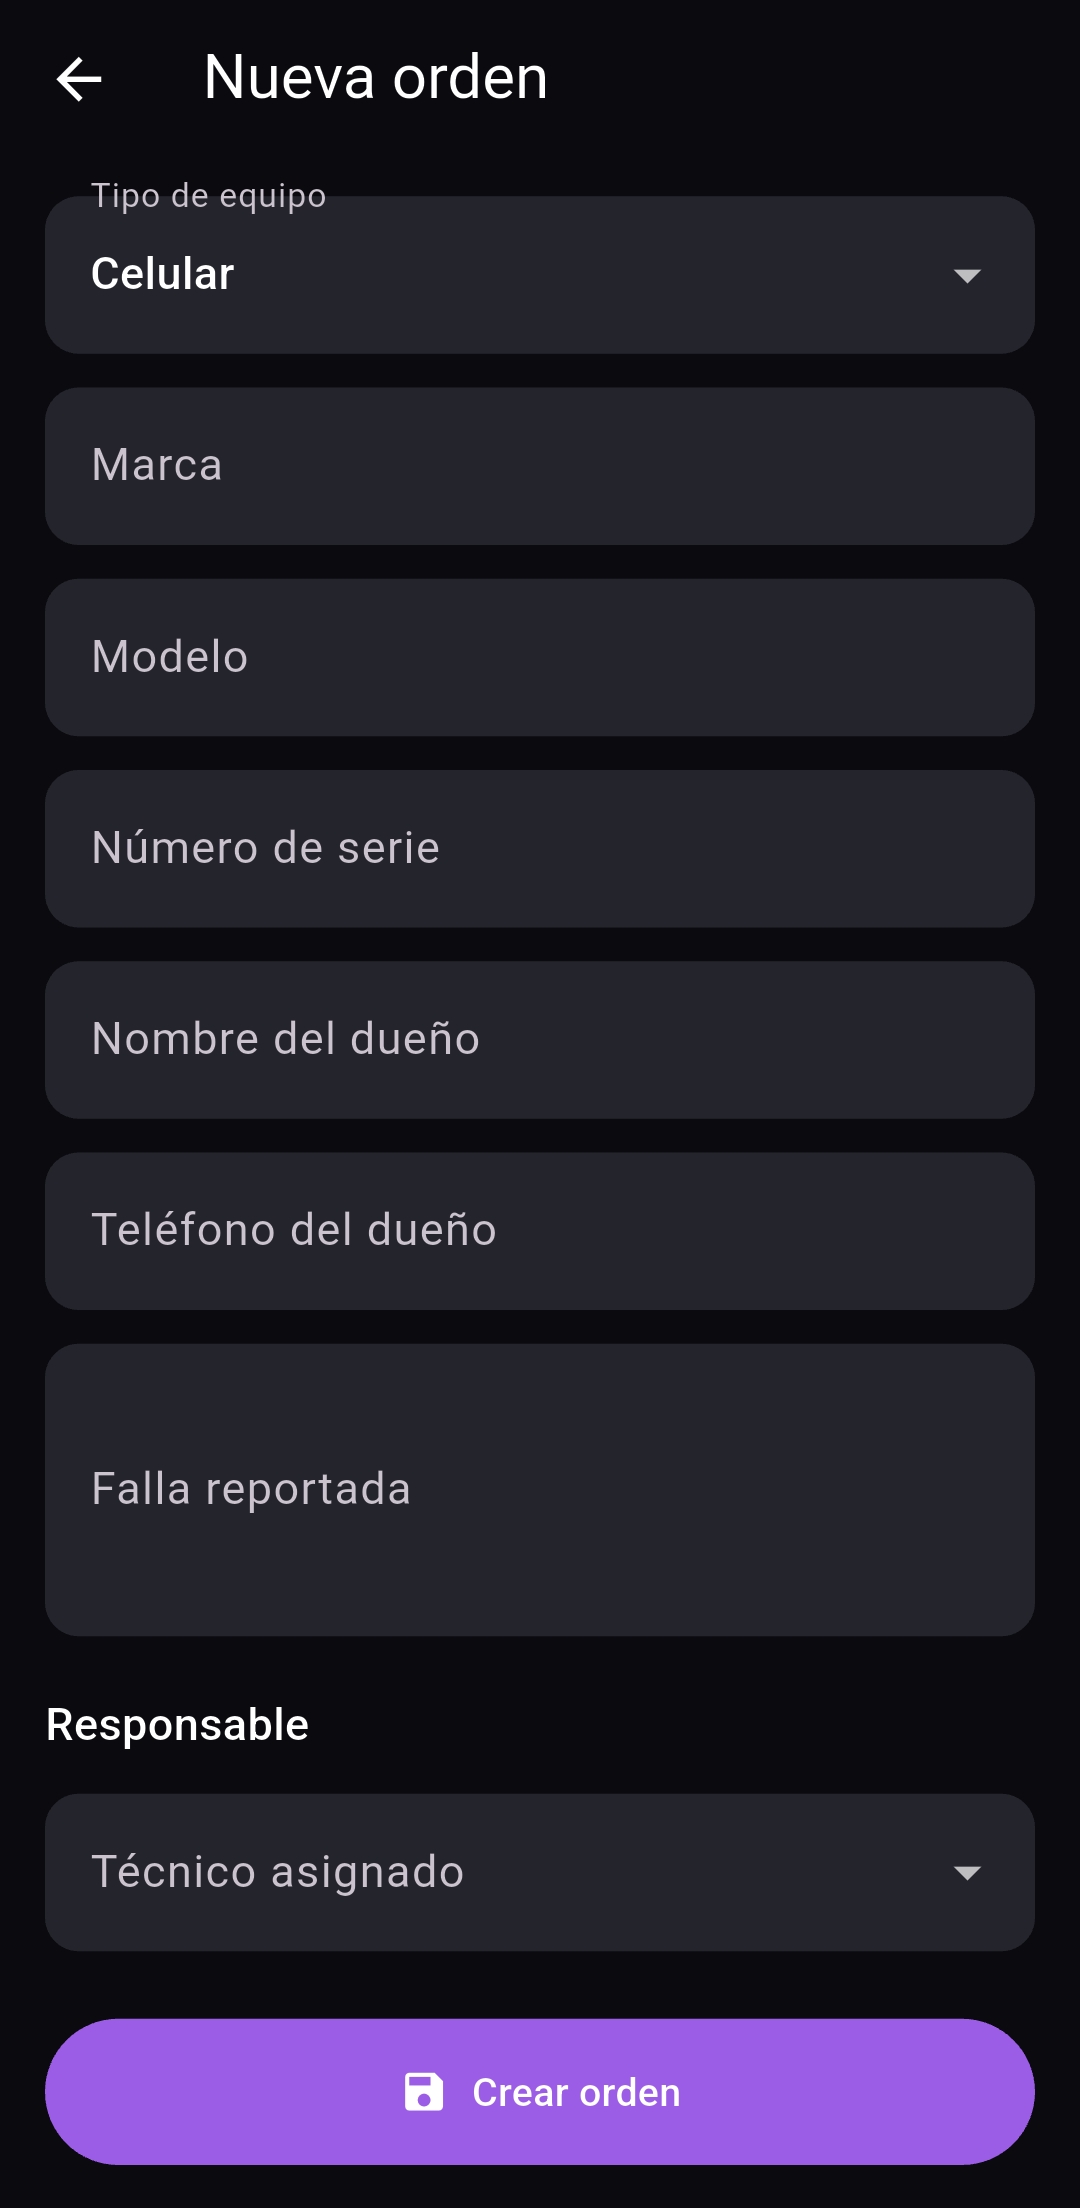 Nueva orden
Tipo de equipo
Celular
Marca
Modelo
Número de serie
Nombre del dueño
Teléfono del dueño
Falla reportada
Responsable
Técnico asignado
Crear orden